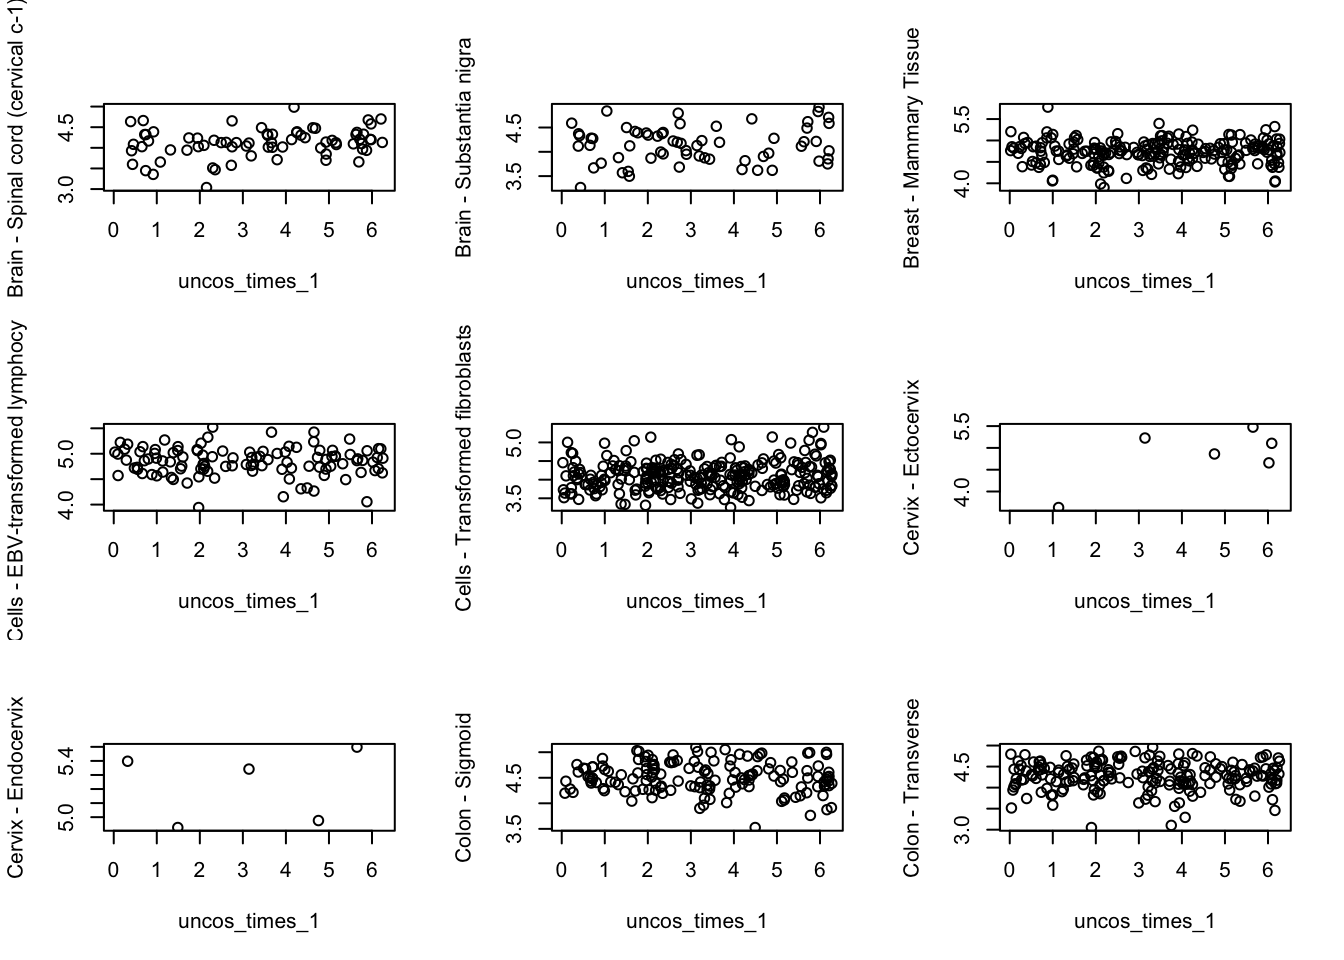 Brain - Spinal cord (cervical c-1)
3.0 4.5
0 1 2 3 4 5 6
uncos_times_1
Brain - Substantia nigra
3.5 4.5
0 1 2 3 4 5 6
uncos_times_1
Breast - Mammary Tissue
4.0 5.5
0 1 2 3 4 5 6
uncos_times_1
Cells - EBV-transformed lymphocy
4.0 5.0
0 1 2 3 4 5 6
uncos_times_1
Cells - Transformed fibroblasts
3.5 5.0
0 1 2 3 4 5 6
uncos_times_1
Cervix - Ectocervix
4.0 5.5
0 1 2 3 4 5 6
uncos_times_1
Cervix - Endocervix
5.0 5.4
0 1 2 3 4 5 6
uncos_times_1
Colon - Sigmoid
3.5 4.5
0 1 2 3 4 5 6
uncos_times_1
Colon - Transverse
3.0 4.5
0 1 2 3 4 5 6
uncos_times_1